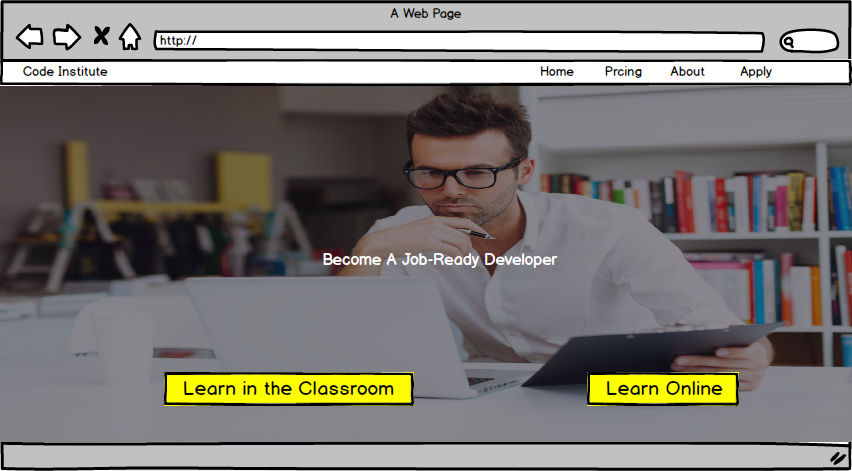 A Web Page
http://
Code Institute Home Prcing About Apply
Become A Job-Ready Developer
Learn in the Classroom Learn Online